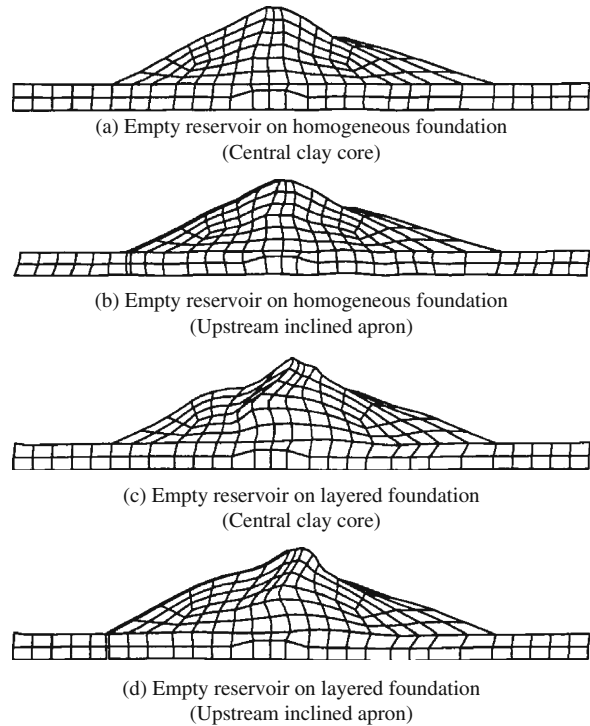 (a) Empty reservoir on homogeneous foundation
(Central clay core)
(b) Empty reservoir on homogeneous foundation
(Upstream inclined apron)
(c) Empty reservoir on layered foundation
(Central clay core)
(d) Empty reservoir on layered foundation
(Upstream inclined apron)